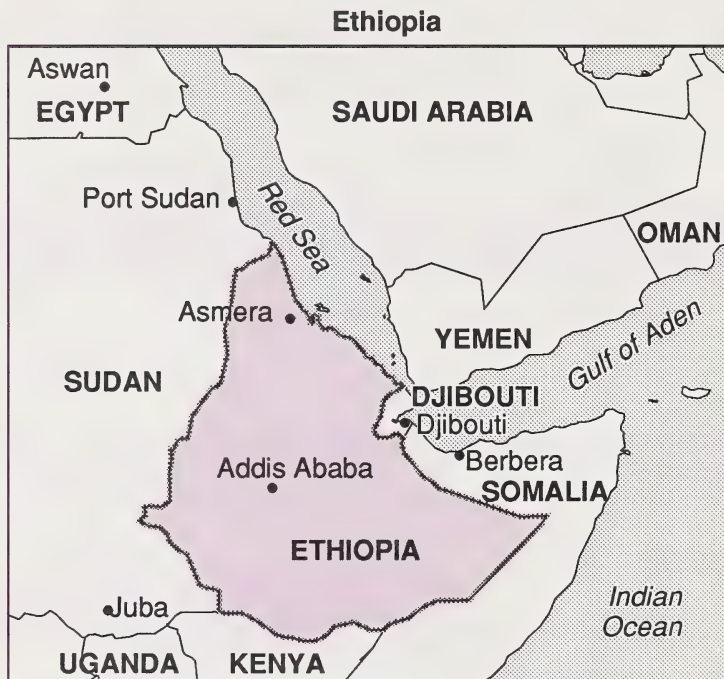 Ethiopia
Aswan
EGYPT
SAUDI ARABIA
Port Sudan
Red Sea
OMAN
Asmera
YEMEN
Gulf of Aden
SUDAN
DJIBOUTI
Djibouti
Addis Ababa
Berbera
SOMALIA
ETHIOPIA
Juba
Indian
Ocean
UGANDA
KENYA